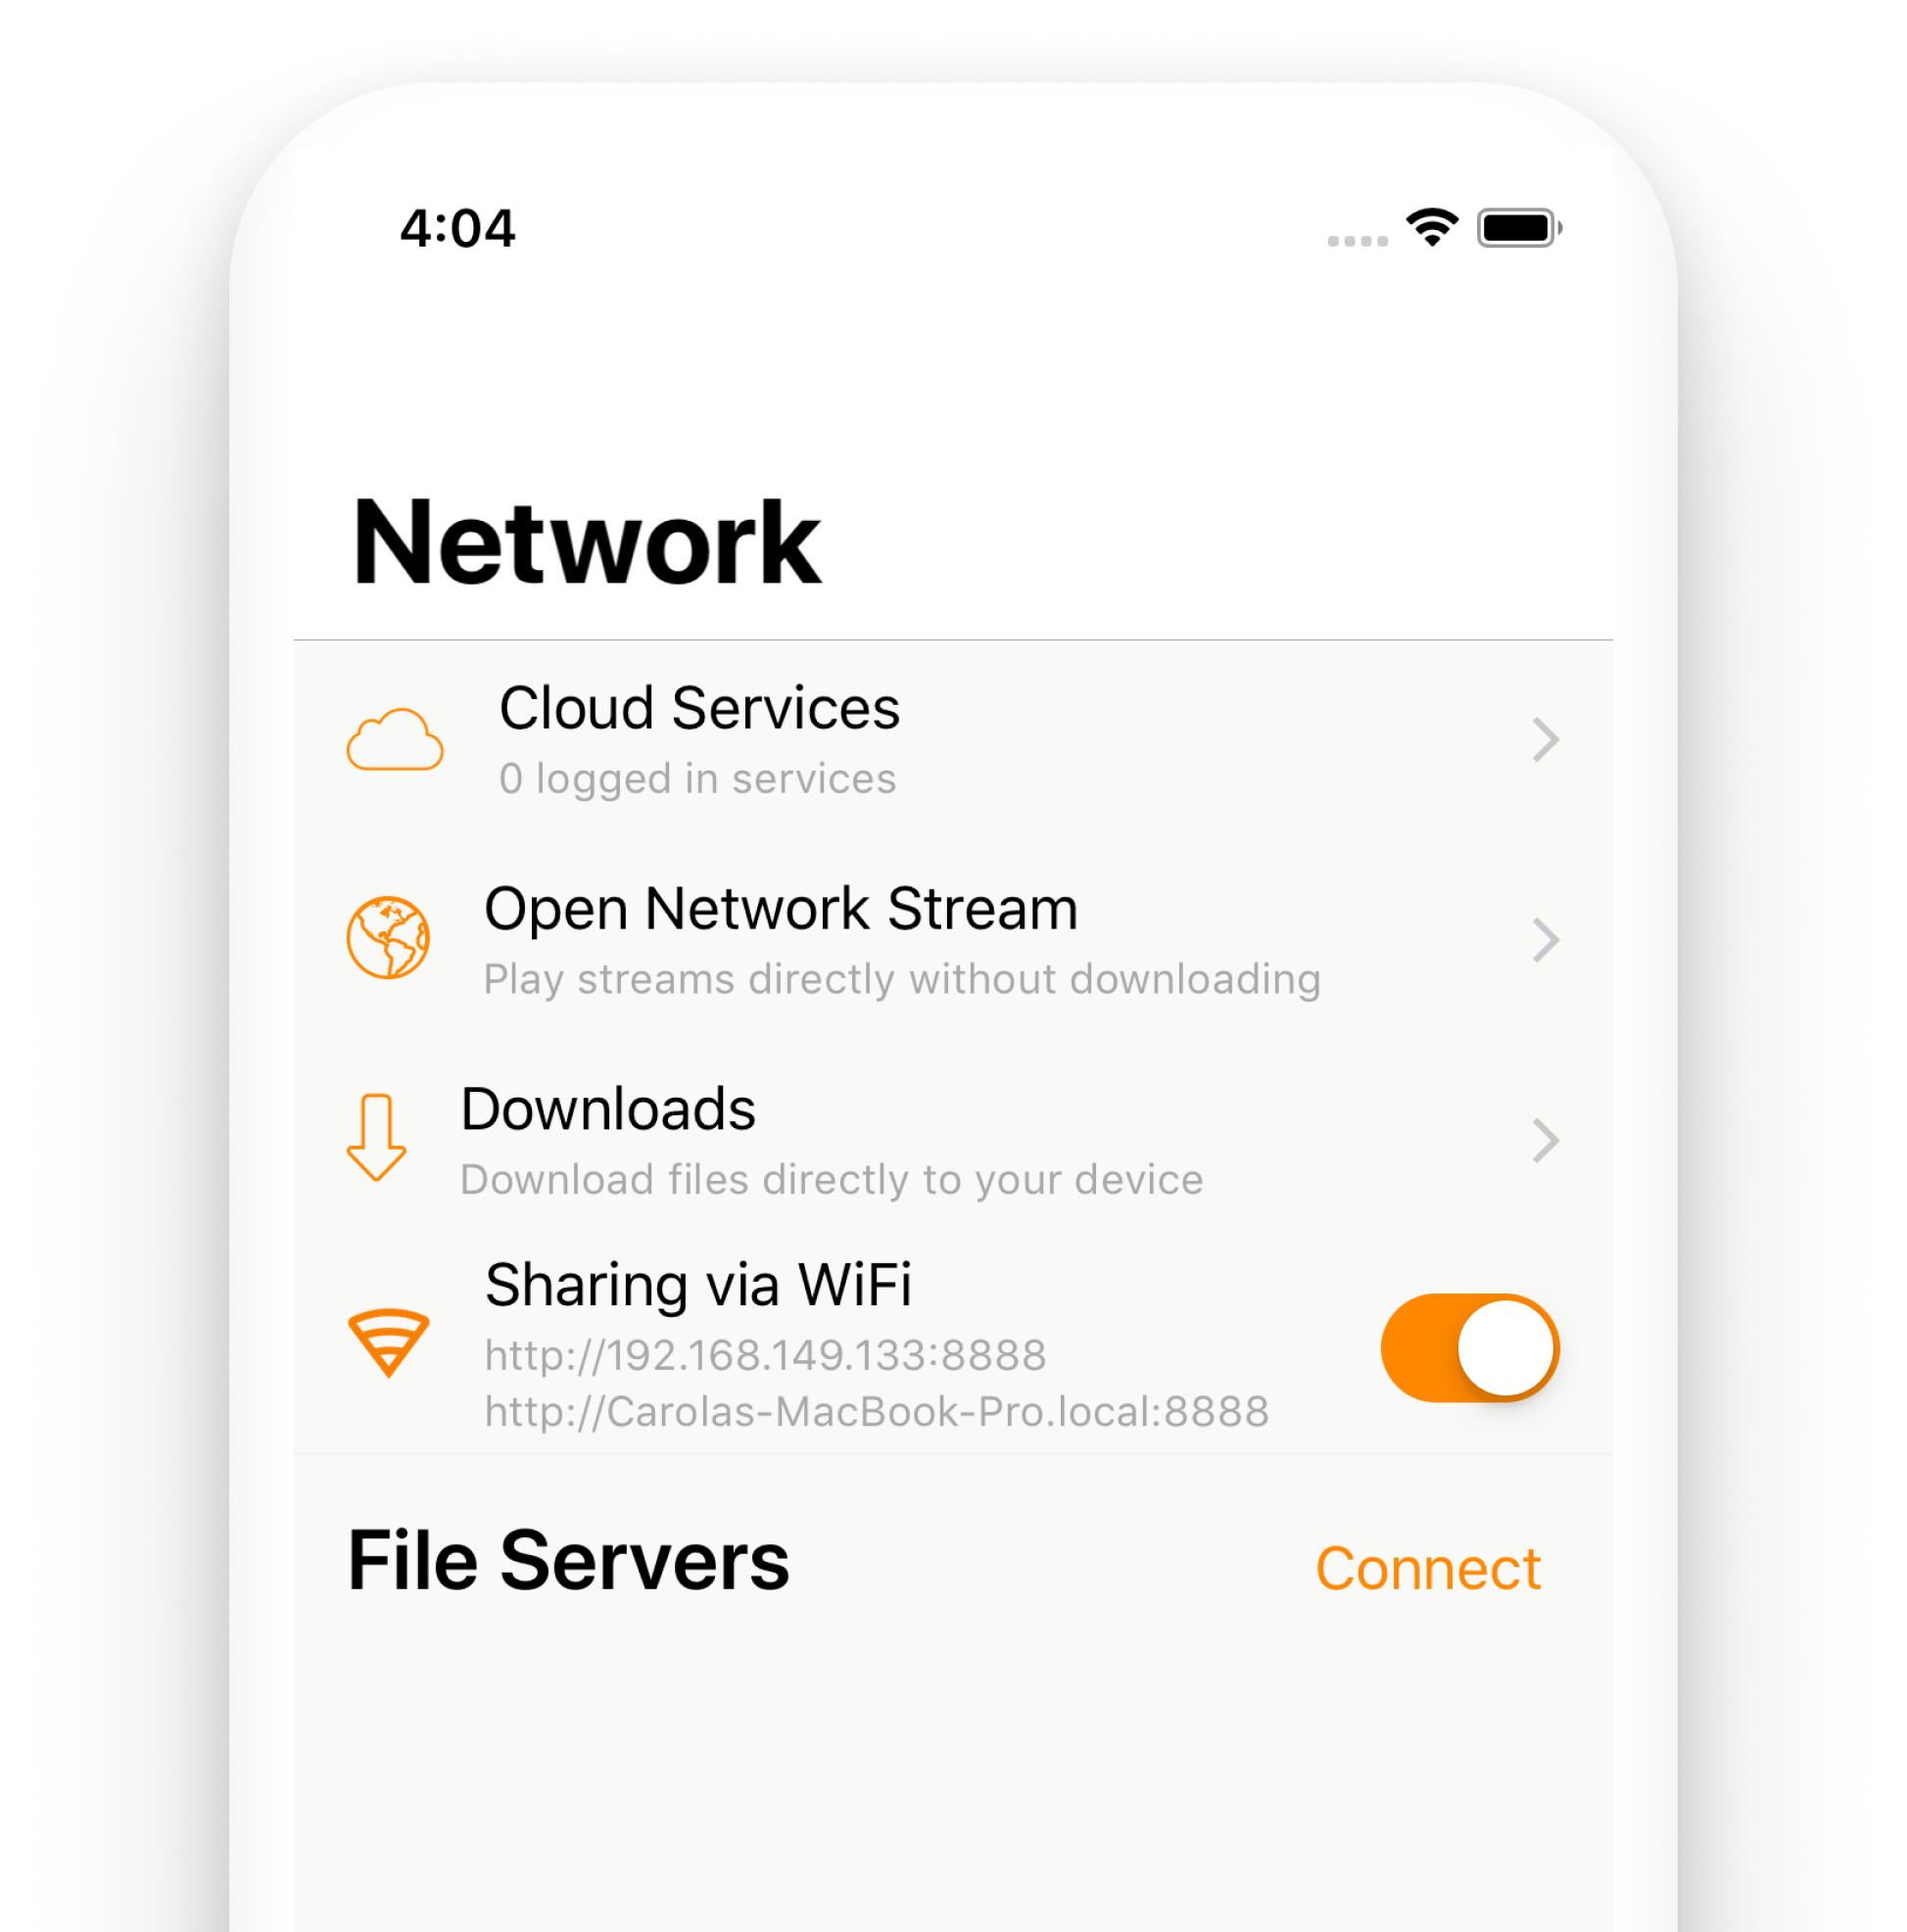 4:04
Network
Cloud Services
0 logged in services
Open Network Stream
Play streams directly without downloading
Downloads
Download files directly to your device
Sharing via WiFi
http://192.168.149.133:8888
http://Carolas-MacBook-Pro.local:8888
File Servers
Connect